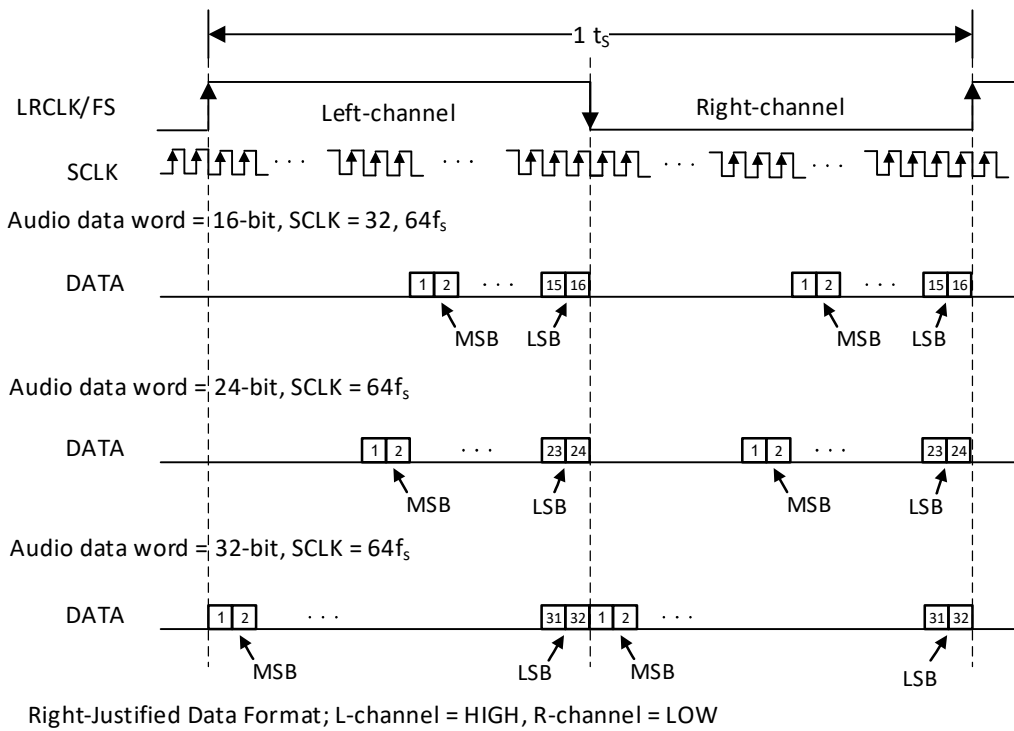 1 tS
LRCLK/FS
Left-channel
Right-channel
SCLK
. . .
. . .
. . .
. . .
Audio data word = 16-bit, SCLK = 32, 64fs
DATA
1 2 . . . 15 16 1 2 . . . 15 16
MSB LSB MSB LSB
Audio data word = 24-bit, SCLK = 64fs
DATA
1 2 . . . 23 24 1 2 . . . 23 24
MSB LSB MSB LSB
Audio data word = 32-bit, SCLK = 64fs
DATA
1 2 . . . 31 32 1 2 . . . 31 32
MSB LSB MSB LSB
Right-Justified Data Format; L-channel = HIGH, R-channel = LOW